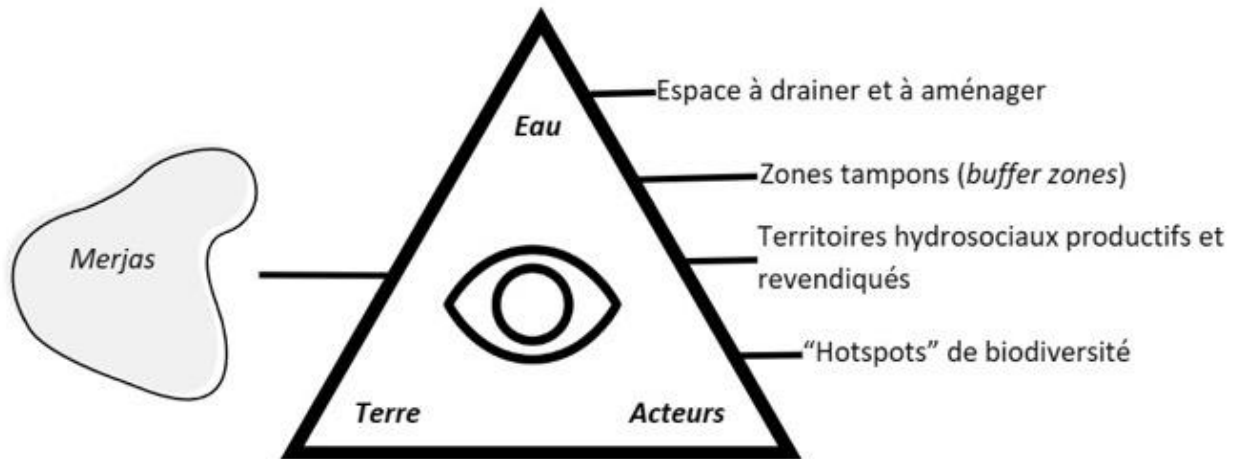 Espace à drainer et à aménager
Eau
Zones tampons (buffer zones)
Territoires hydrosociaux productifs et
revendiqués
Merjas
“Hotspots” de biodiversité
Terre
Acteurs